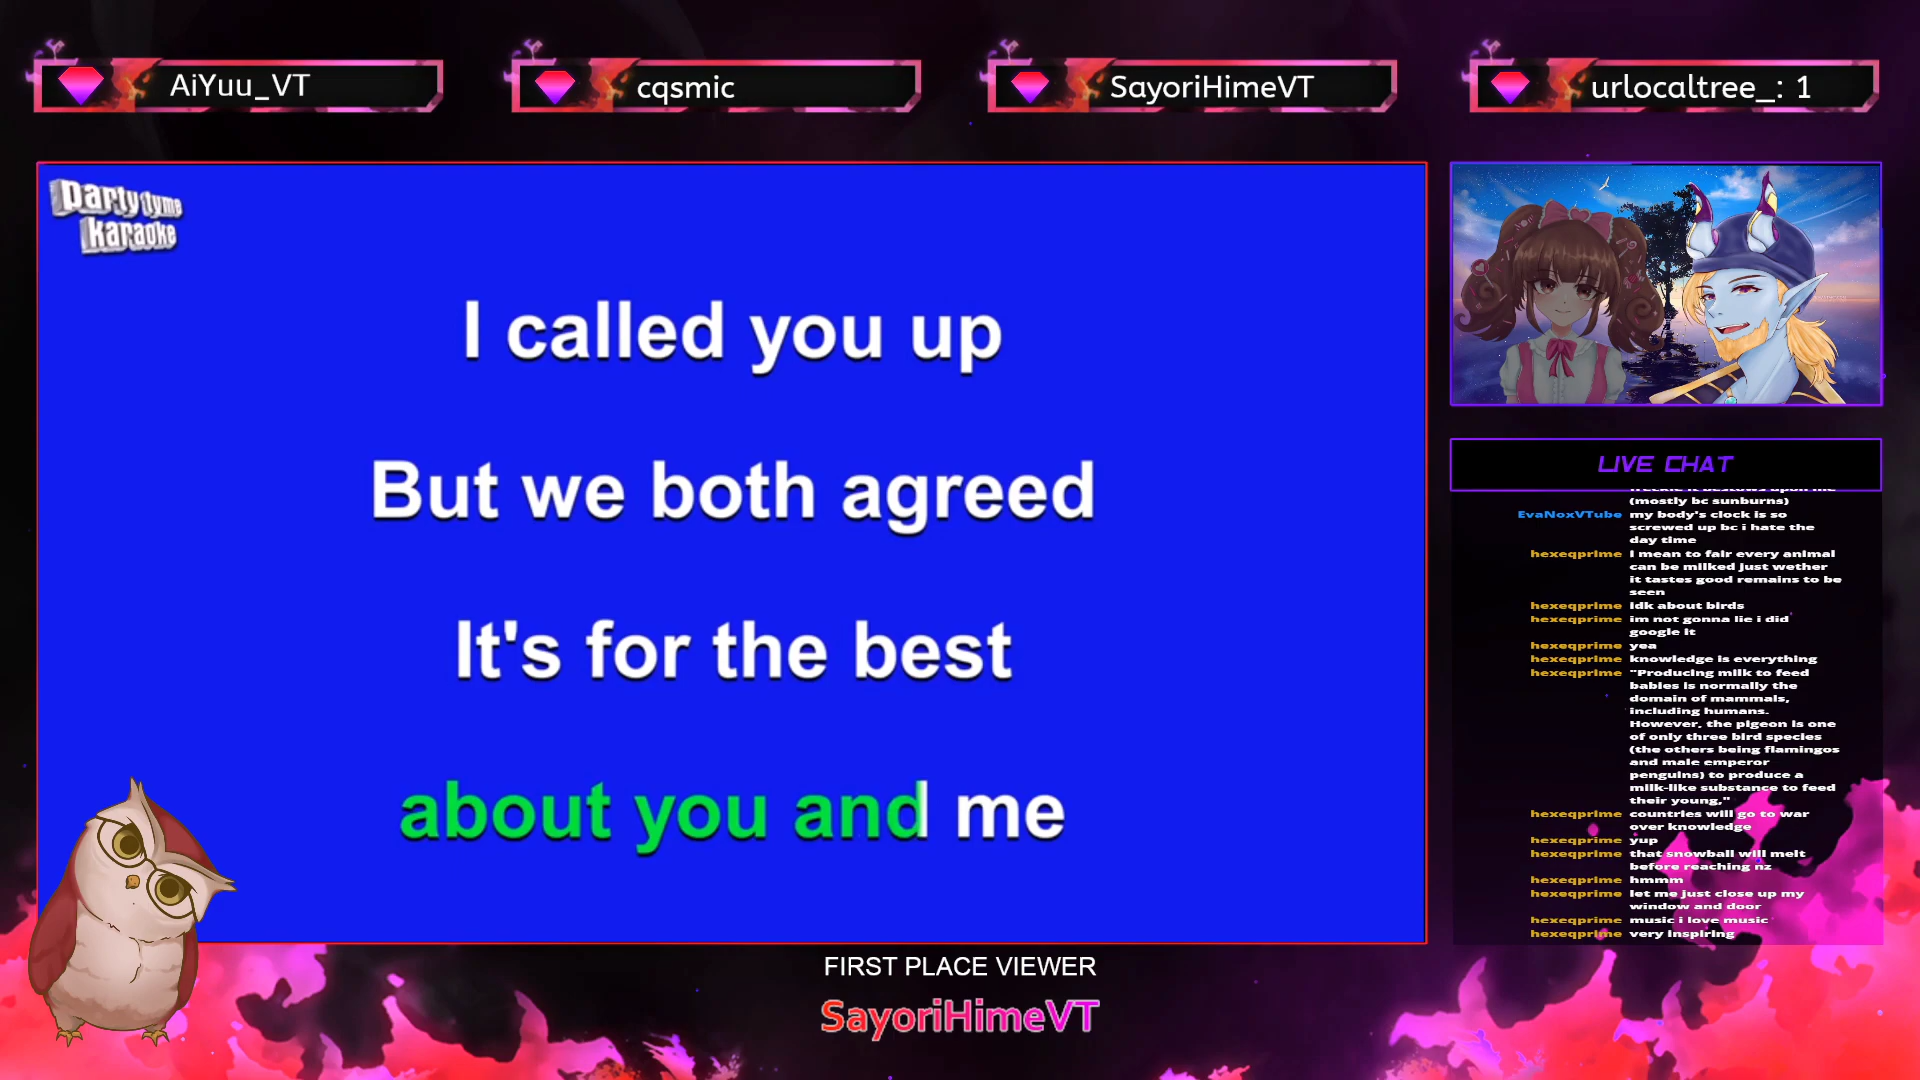 AiYuu_VT
cqsmic
SayoriHimeVT
urlocaltree_: 1
party tyme
karaoke
I called you up
But we both agreed
It's for the best
about you and me
LIVE CHAT
(mostly bc sunburns)
EvaNoxVTube my body's clock is so
screwed up bc i hate the
day time
hexeqprime i mean to fair every animal
can be milked just wether
it tastes good remains to be
seen
hexeqprime idk about birds
hexeqprime im not gonna lie i did
google it
hexeqprime yea
hexeqprime knowledge is everything
hexeqprime "Producing milk to feed
babies is normally the
domain of mammals,
including humans.
However, the pigeon is one
of only three bird species
(the others being flamingos
and male emperor
penguins) to produce a
milk-like substance to feed
their young,"
hexeqprime countries will go to war
over knowledge
hexeqprime yup
hexeqprime that snowball will melt
before reaching nz
hexeqprime hmmm
hexeqprime let me just close up my
window and door
hexeqprime music i love music
hexeqprime very inspiring
FIRST PLACE VIEWER
SayoriHimeVT